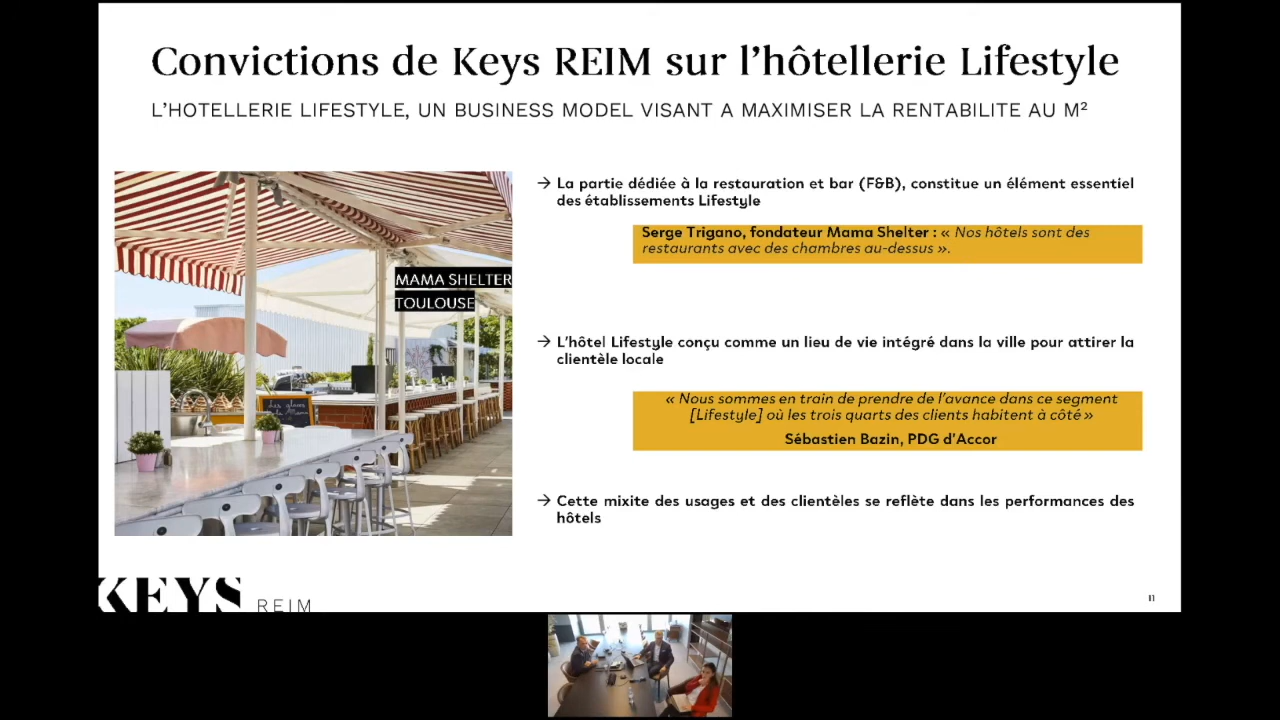 Convictions de Keys REIM sur l'hôtellerie Lifestyle
L'HOTELLERIE LIFESTYLE, UN BUSINESS MODEL VISANT A MAXIMISER LA RENTABILITE AU M²
→ La partie dédiée à la restauration et bar (F&B), constitue un élément essentiel
des établissements Lifestyle
Serge Trigano, fondateur Mama Shelter : « Nos hôtels sont des
restaurants avec des chambres au-dessus ».
MAMA SHELTER
TOULOUSE
→ L'hôtel Lifestyle conçu comme un lieu de vie intégré dans la ville pour attirer la
clientèle locale
« Nous sommes en train de prendre de l'avance dans ce segment
[Lifestyle] où les trois quarts des clients habitent à côté »
Sébastien Bazin, PDG d'Accor
Les glaces
de Mama
→ Cette mixite des usages et des clientèles se reflète dans les performances des
hôtels
KEYS REIM
11